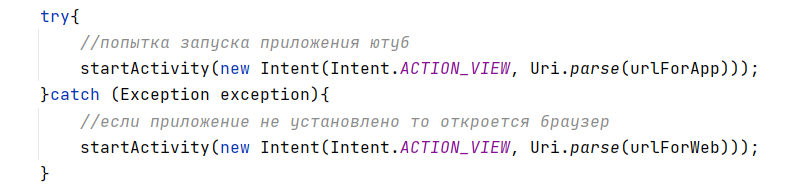 try{
//попытка запуска приложения ютуб
startActivity(new Intent(Intent.ACTION_VIEW, Uri.parse(urlForApp)));
}catch (Exception exception){
//если приложение не установлено то откроется браузер
startActivity(new Intent(Intent.ACTION_VIEW, Uri.parse(urlForWeb)));
}